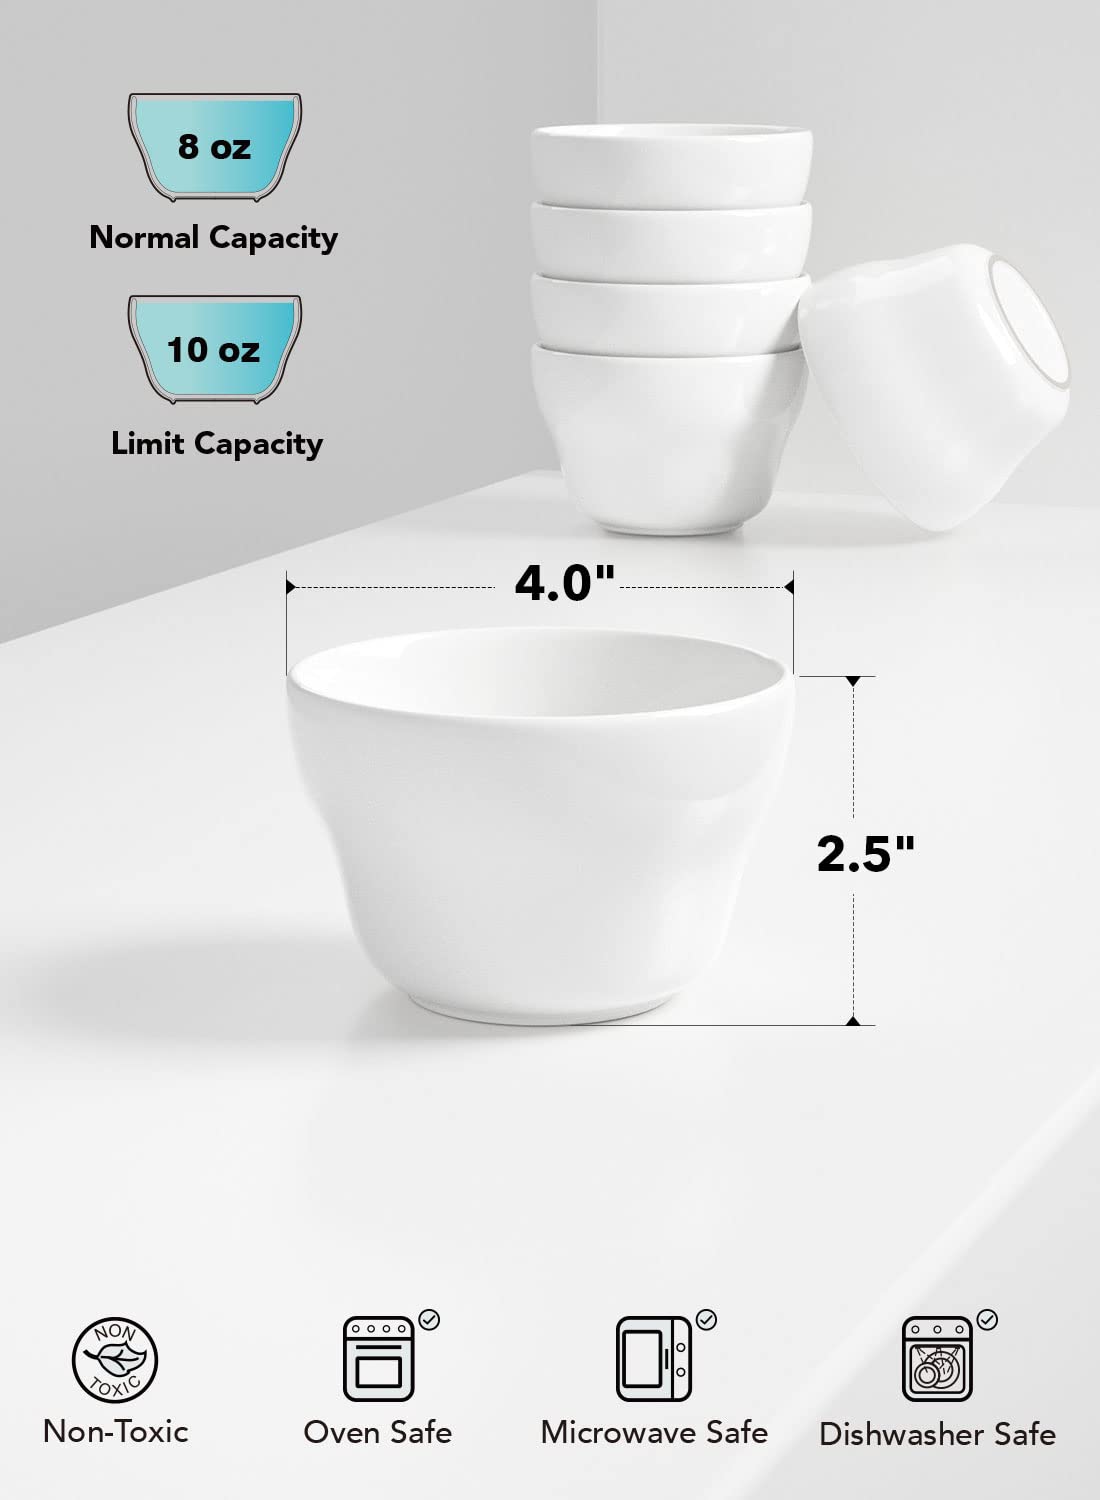 8 oz
Normal Capacity
10 oz
Limit Capacity
4.0"
2.5"
NON
TOXIC
Non-Toxic
Oven Safe
Microwave Safe
Dishwasher Safe